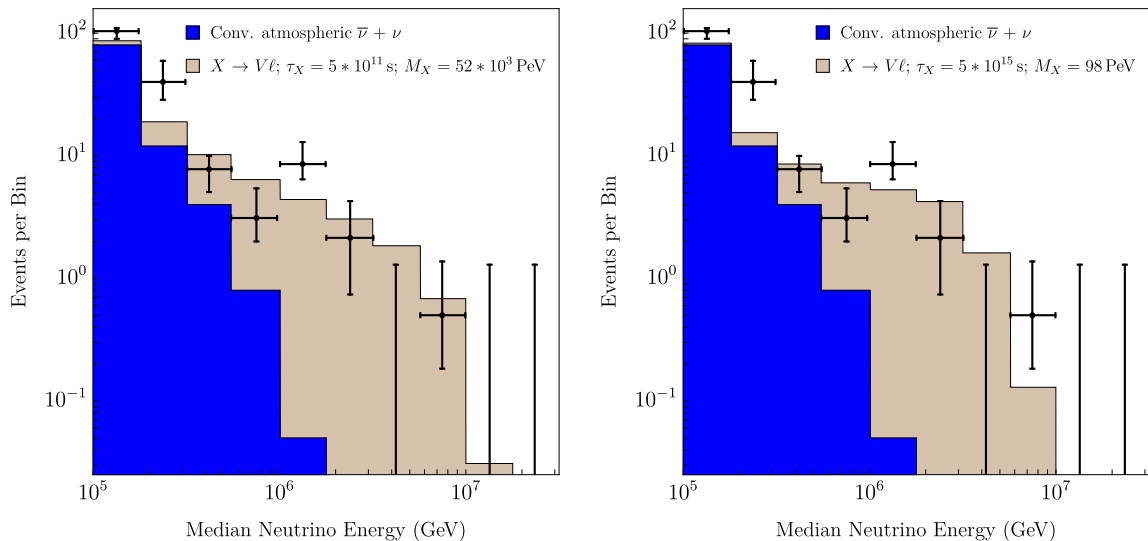 Conv. atmospheric ν̅ + ν
X → Vℓ; τ_X = 5 * 10^11 s; M_X = 52 * 10^3 PeV
Events per Bin
10^2
10^1
10^0
10^−1
10^5
10^6
10^7
Median Neutrino Energy (GeV)
Conv. atmospheric ν̅ + ν
X → Vℓ; τ_X = 5 * 10^15 s; M_X = 98 PeV
Events per Bin
10^2
10^1
10^0
10^−1
10^5
10^6
10^7
Median Neutrino Energy (GeV)